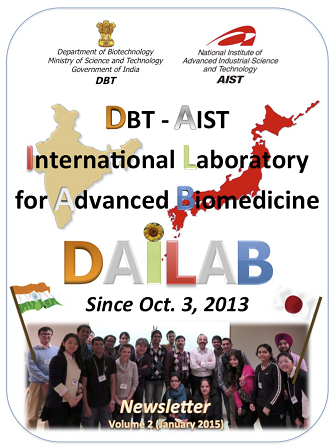 Department of Biotechnology
Ministry of Science and Technology
Government of India
DBT
National Institute of
Advanced Industrial Science
and Technology
AIST
DBT - AIST
International Laboratory
for Advanced Biomedicine
DAILAB
Since Oct. 3, 2013
Newsletter
Volume 2 (January 2015)